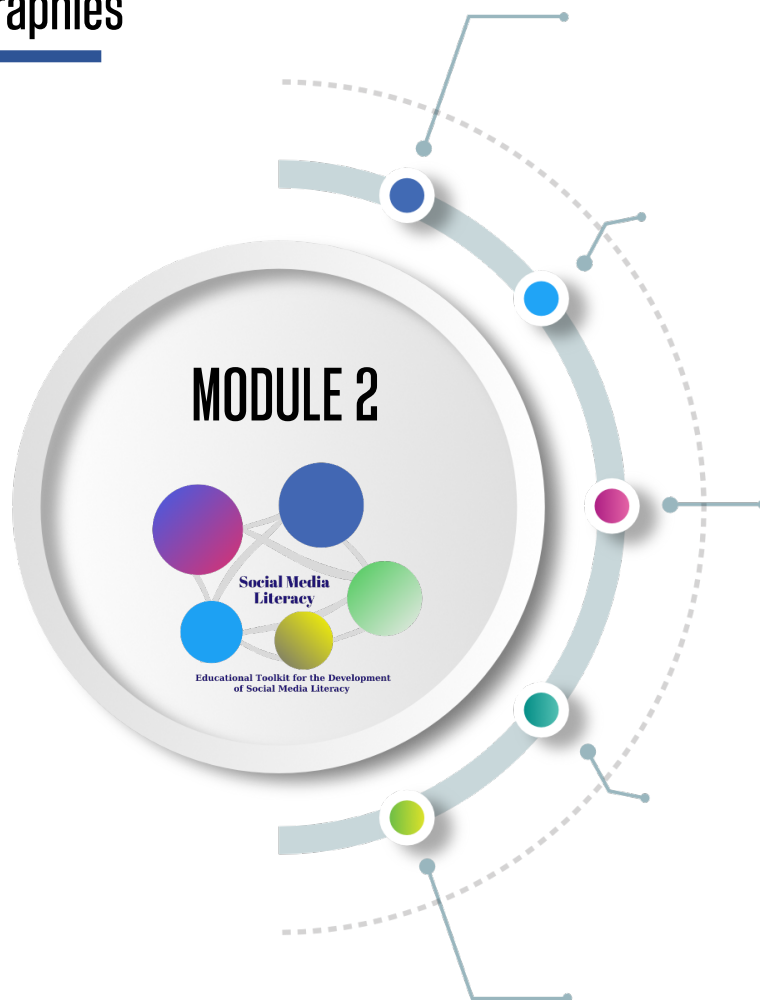 MODULE 2
Social Media
Literacy
Educational Toolkit for the Development
of Social Media Literacy